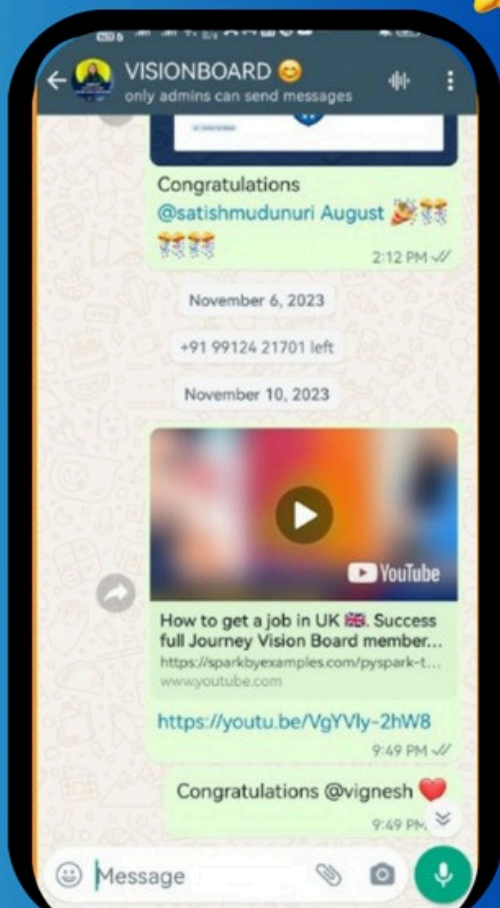 VISIONBOARD 😊
only admins can send messages
Congratulations
@satishmudunuri August 🎉🎊
🎊🎊
2:12 PM
November 6, 2023
+91 99124 21701 left
November 10, 2023
YouTube
How to get a job in UK 🇬🇧. Success
full Journey Vision Board member...
https://sparkbyexamples.com/pyspark-t...
www.youtube.com
https://youtu.be/VgYVly-2hW8
9:49 PM
Congratulations @vignesh ❤️
9:49 PM
Message